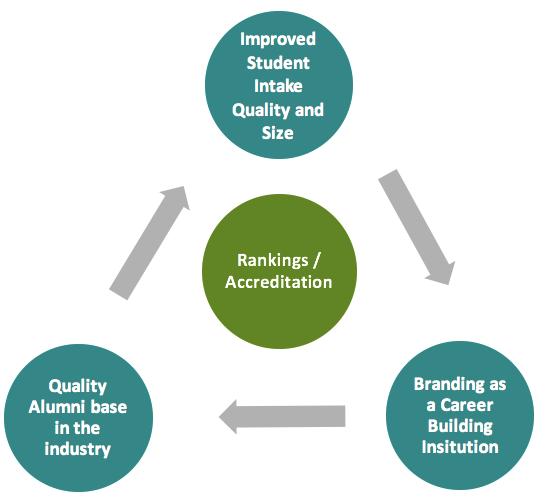 Improved
Student
Intake
Quality and
Size
Rankings /
Accreditation
Quality
Alumni base
in the
industry
Branding as
a Career
Building
Insitution